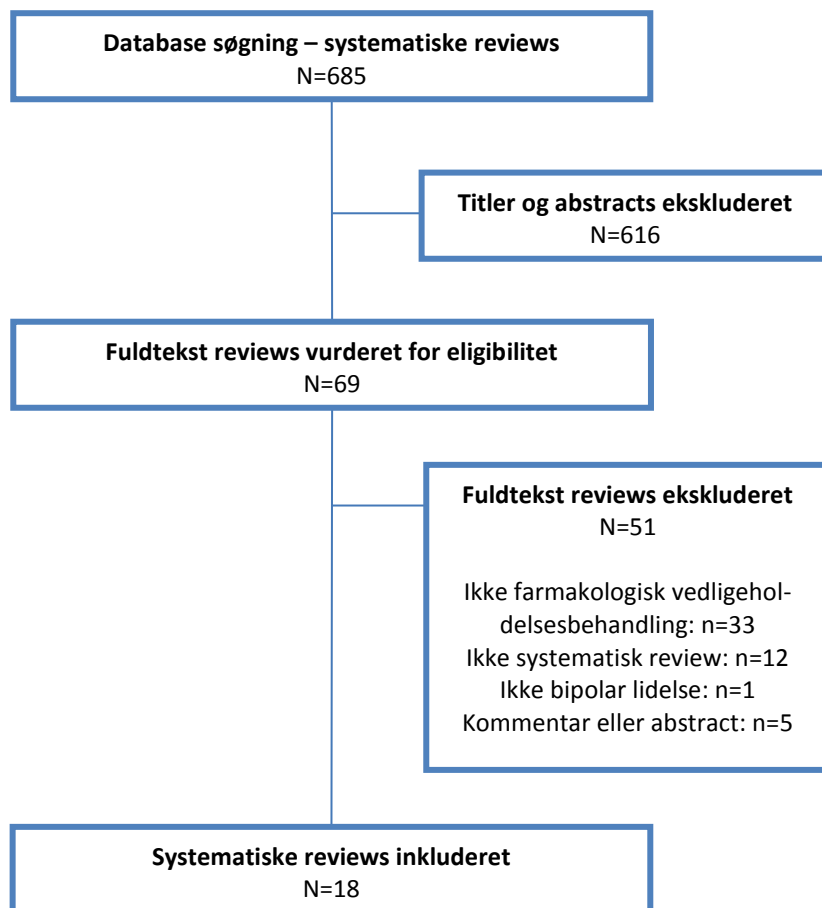 Database søgning – systematiske reviews
N=685
Titler og abstracts ekskluderet
N=616
Fuldtekst reviews vurderet for eligibilitet
N=69
Fuldtekst reviews ekskluderet
N=51
Ikke farmakologisk vedligehol-
delsesbehandling: n=33
Ikke systematisk review: n=12
Ikke bipolar lidelse: n=1
Kommentar eller abstract: n=5
Systematiske reviews inkluderet
N=18